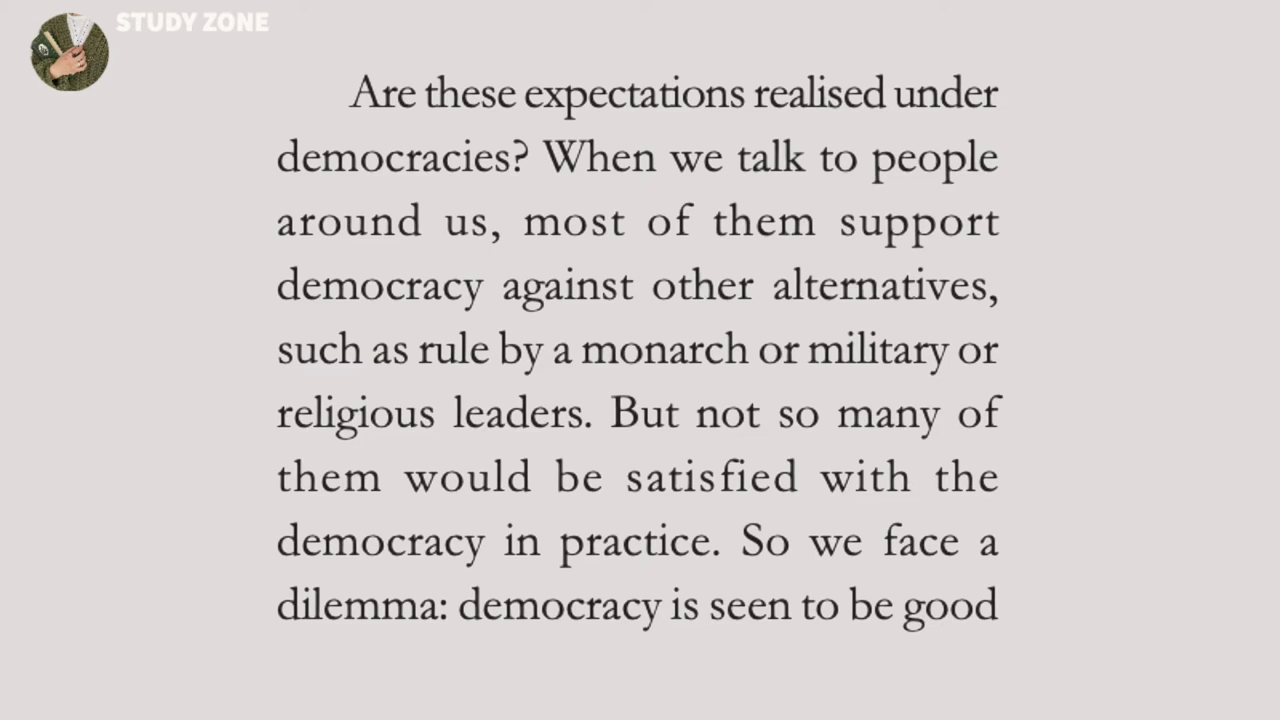 STUDY ZONE
Are these expectations realised under
democracies? When we talk to people
around us, most of them support
democracy against other alternatives,
such as rule by a monarch or military or
religious leaders. But not so many of
them would be satisfied with the
democracy in practice. So we face a
dilemma: democracy is seen to be good